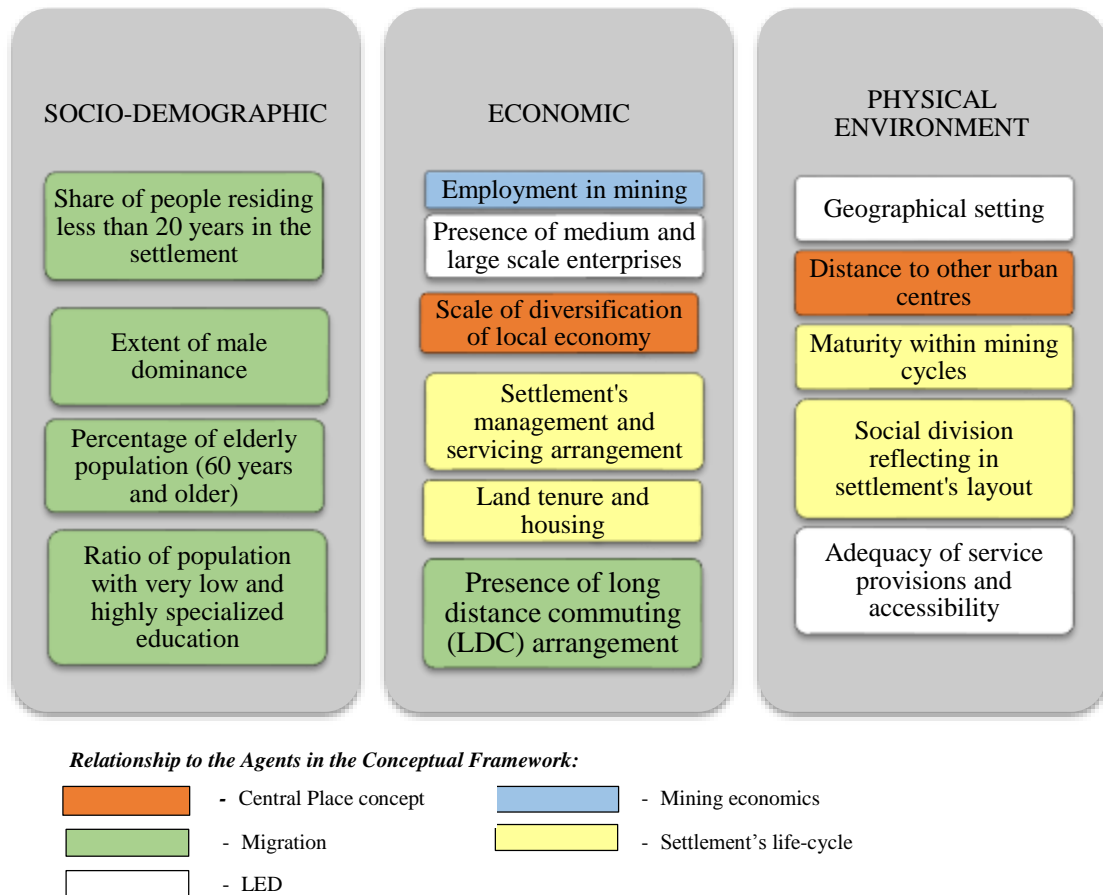 SOCIO-DEMOGRAPHIC
Share of people residing
less than 20 years in the
settlement
Extent of male
dominance
Percentage of elderly
population (60 years
and older)
Ratio of population
with very low and
highly specialized
education
ECONOMIC
Employment in mining
Presence of medium and
large scale enterprises
Scale of diversification
of local economy
Settlement's
management and
servicing arrangement
Land tenure and
housing
Presence of long
distance commuting
(LDC) arrangement
PHYSICAL
ENVIRONMENT
Geographical setting
Distance to other urban
centres
Maturity within mining
cycles
Social division
reflecting in
settlement's layout
Adequacy of service
provisions and
accessibility
Relationship to the Agents in the Conceptual Framework:
- Central Place concept
- Migration
- LED
- Mining economics
- Settlement’s life-cycle